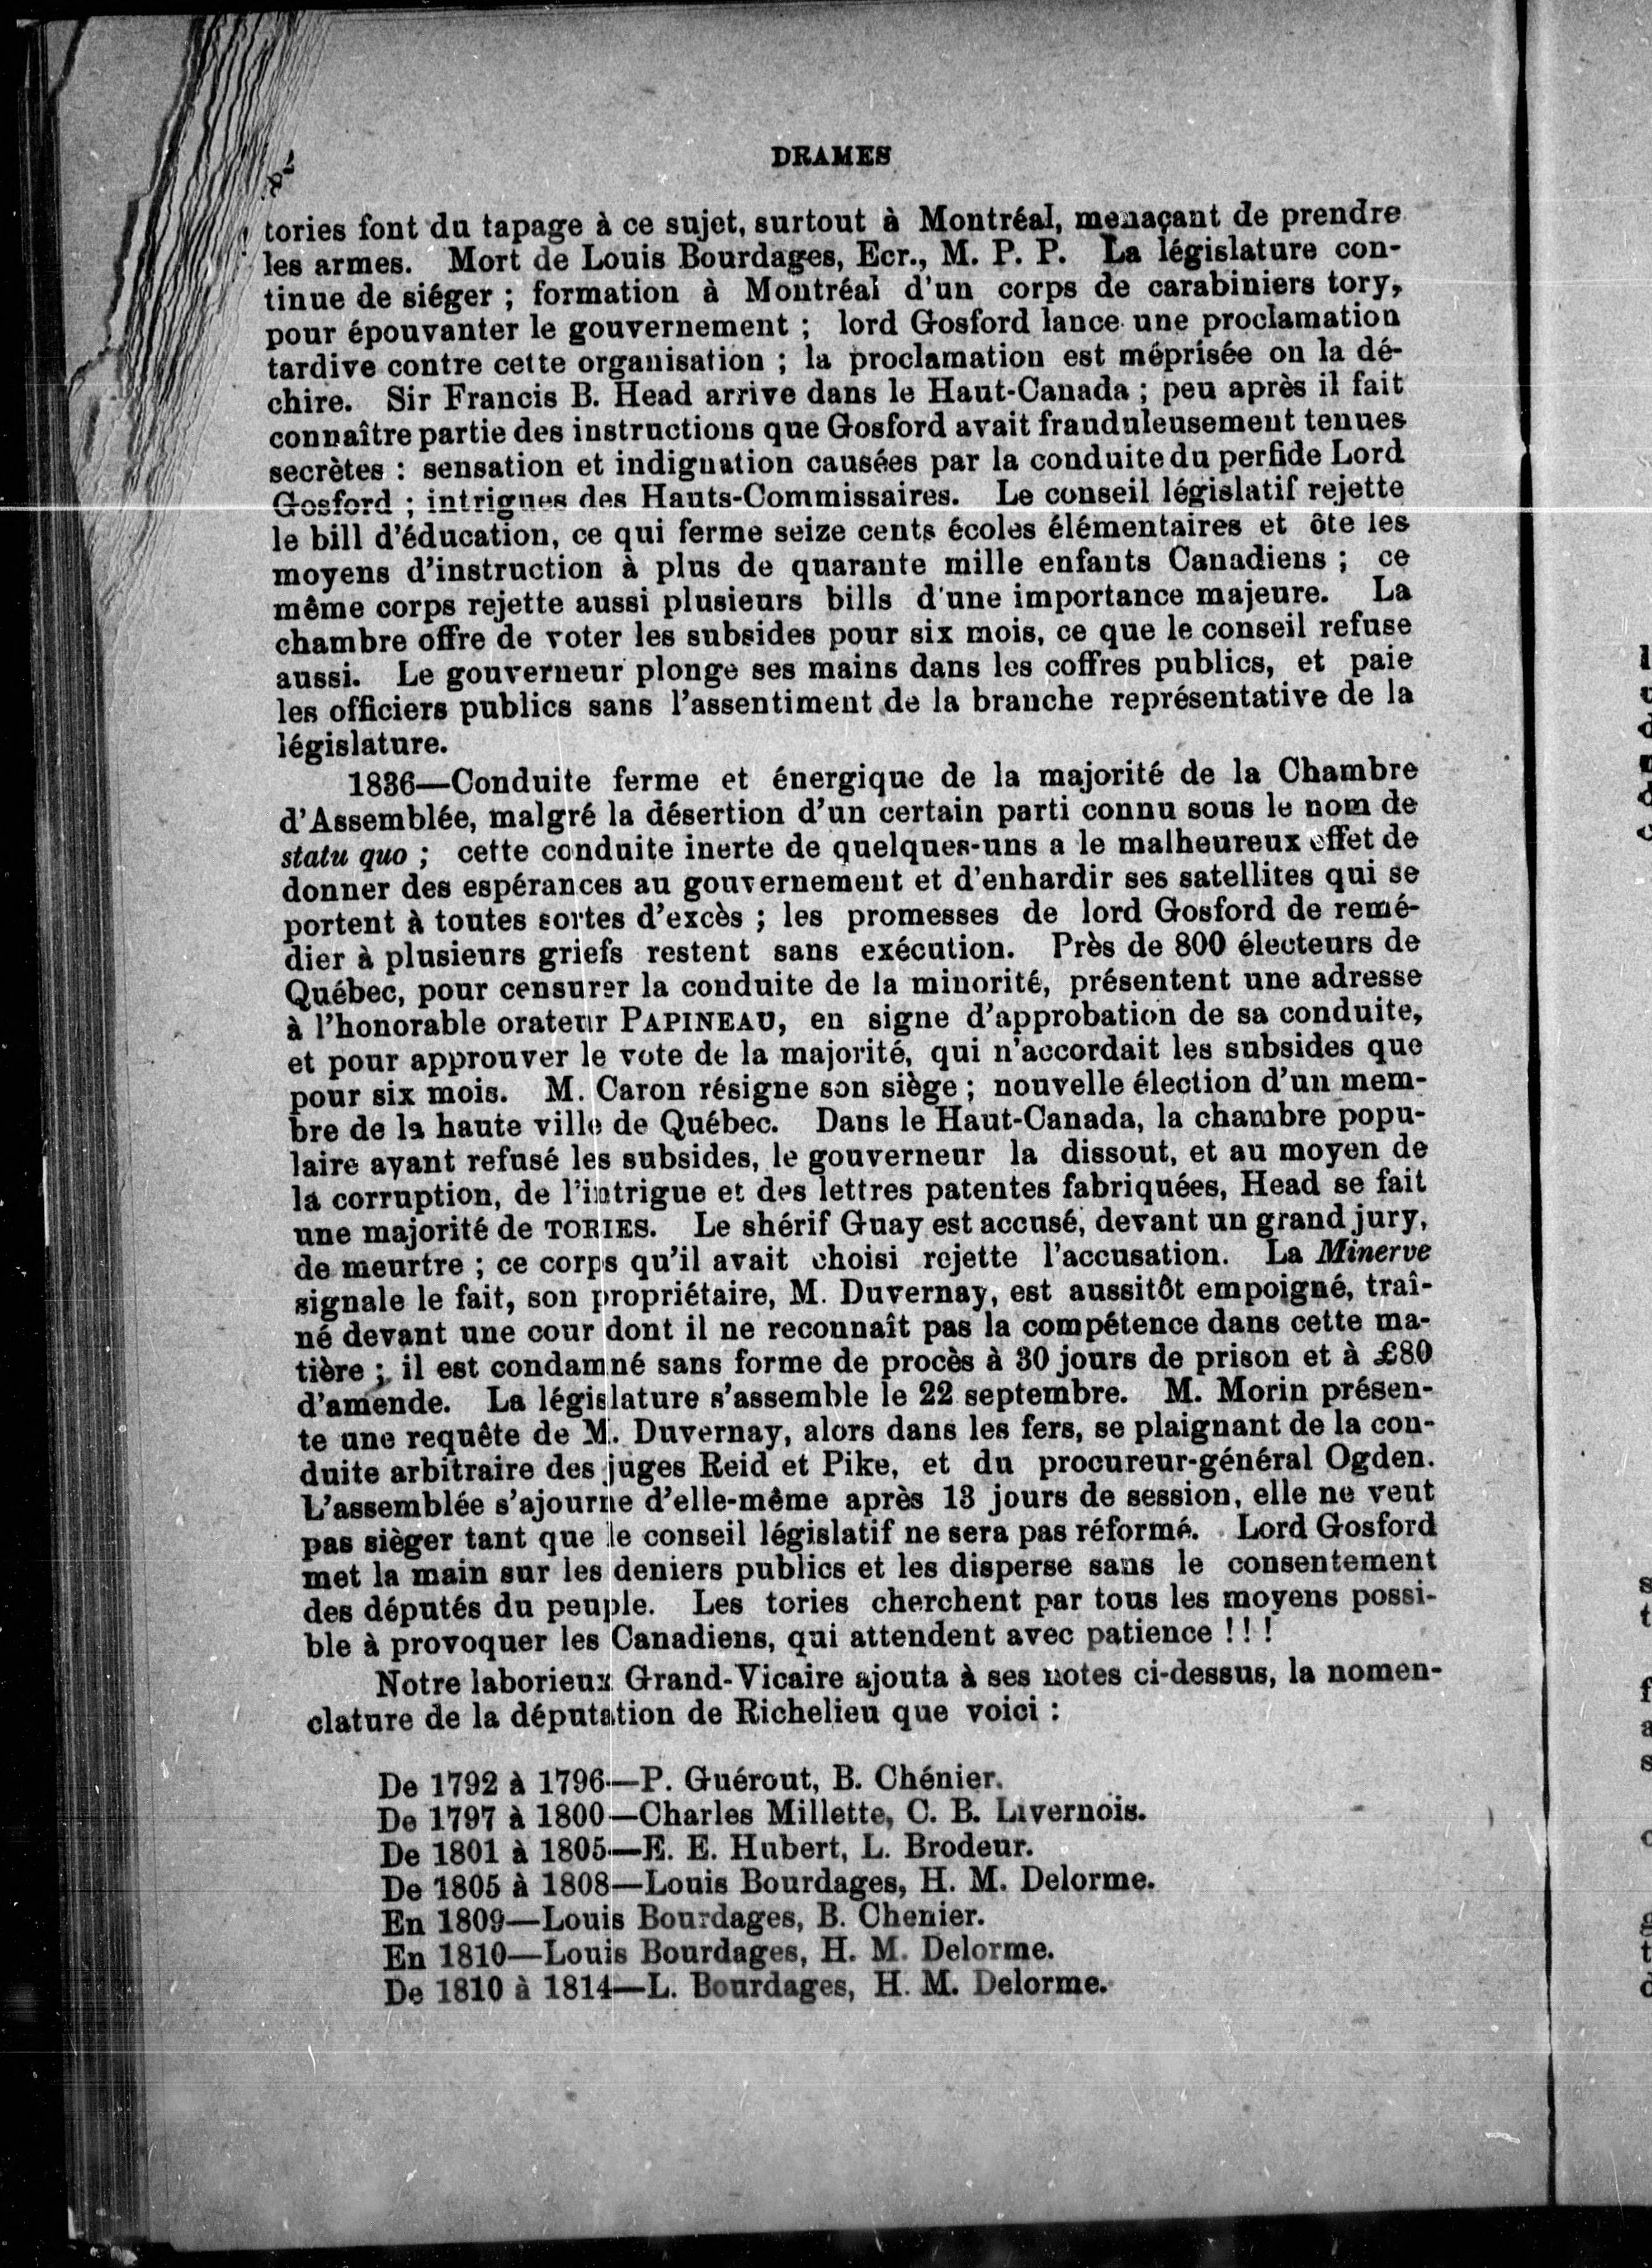 DRAMES
tories font du tapage à ce sujet, surtout à Montréal, menaçant de prendre
les armes. Mort de Louis Bourdages, Ecr., M. P. P. La législature con-
tinue de siéger ; formation à Montréal d'un corps de carabiniers tory,
pour épouvanter le gouvernement ; lord Gosford lance une proclamation
tardive contre cette organisation ; la proclamation est méprisée on la dé-
chire. Sir Francis B. Head arrive dans le Haut-Canada ; peu après il fait
connaître partie des instructions que Gosford avait frauduleusement tenues
secrètes : sensation et indignation causées par la conduite du perfide Lord
Gosford ; intrigues des Hauts-Commissaires. Le conseil législatif rejette
le bill d'éducation, ce qui ferme seize cents écoles élémentaires et ôte les
moyens d'instruction à plus de quarante mille enfants Canadiens ; ce
même corps rejette aussi plusieurs bills d'une importance majeure. La
chambre offre de voter les subsides pour six mois, ce que le conseil refuse
aussi. Le gouverneur plonge ses mains dans les coffres publics, et paie
les officiers publics sans l'assentiment de la branche représentative de la
législature.
1836—Conduite ferme et énergique de la majorité de la Chambre
d'Assemblée, malgré la désertion d'un certain parti connu sous le nom de
statu quo ; cette conduite inerte de quelques-uns a le malheureux effet de
donner des espérances au gouvernement et d'enhardir ses satellites qui se
portent à toutes sortes d'excès ; les promesses de lord Gosford de remé-
dier à plusieurs griefs restent sans exécution. Près de 800 électeurs de
Québec, pour censurer la conduite de la minorité, présentent une adresse
à l'honorable orateur PAPINEAU, en signe d'approbation de sa conduite,
et pour approuver le vote de la majorité, qui n'accordait les subsides que
pour six mois. M. Caron résigne son siège ; nouvelle élection d'un mem-
bre de la haute ville de Québec. Dans le Haut-Canada, la chambre popu-
laire ayant refusé les subsides, le gouverneur la dissout, et au moyen de
la corruption, de l'intrigue et des lettres patentes fabriquées, Head se fait
une majorité de TORIES. Le shérif Guay est accusé, devant un grand jury,
de meurtre ; ce corps qu'il avait choisi rejette l'accusation. La Minerve
signale le fait, son propriétaire, M. Duvernay, est aussitôt empoigné, traî-
né devant une cour dont il ne reconnaît pas la compétence dans cette ma-
tière ; il est condamné sans forme de procès à 30 jours de prison et à £80
d'amende. La législature s'assemble le 22 septembre. M. Morin présen-
te une requête de M. Duvernay, alors dans les fers, se plaignant de la con-
duite arbitraire des juges Reid et Pike, et du procureur-général Ogden.
L'assemblée s'ajourne d'elle-même après 13 jours de session, elle ne veut
pas sièger tant que le conseil législatif ne sera pas réformé. Lord Gosford
met la main sur les deniers publics et les disperse sans le consentement
des députés du peuple. Les tories cherchent par tous les moyens possi-
ble à provoquer les Canadiens, qui attendent avec patience ! ! !
Notre laborieux Grand-Vicaire ajouta à ses notes ci-dessus, la nomen-
clature de la députation de Richelieu que voici :
De 1792 à 1796—P. Guérout, B. Chénier.
De 1797 à 1800—Charles Millette, C. B. Livernois.
De 1801 à 1805—E. E. Hubert, L. Brodeur.
De 1805 à 1808—Louis Bourdages, H. M. Delorme.
En 1809—Louis Bourdages, B. Chenier.
En 1810—Louis Bourdages, H. M. Delorme.
De 1810 à 1814—L. Bourdages, H. M. Delorme.